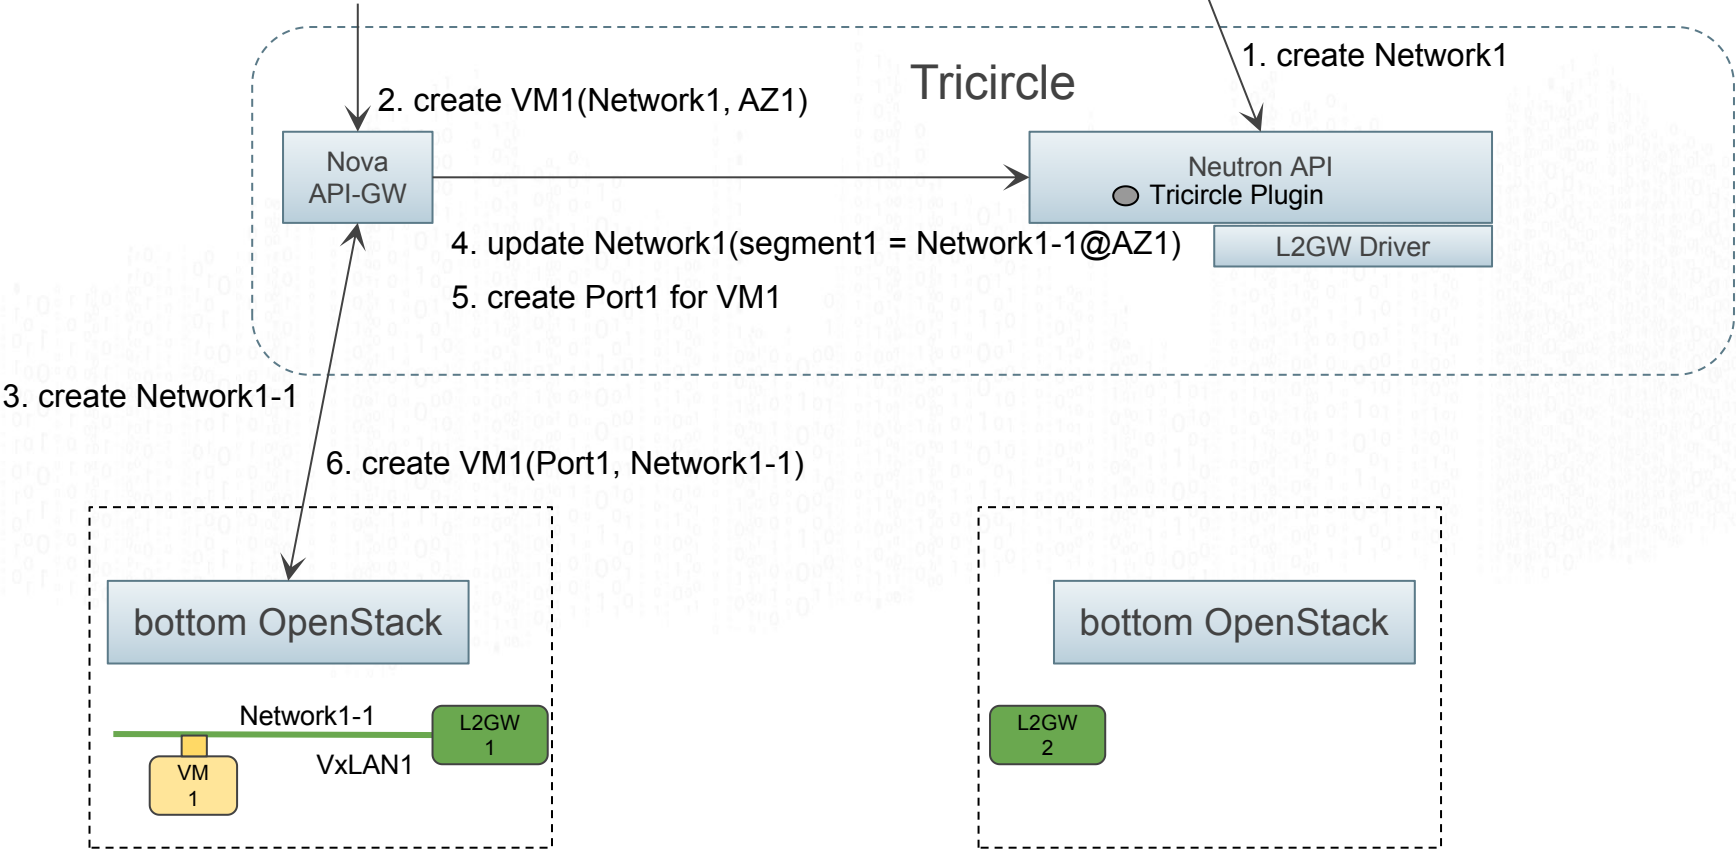 1. create Network1
Tricircle
2. create VM1(Network1, AZ1)
Nova
API-GW
Neutron API
Tricircle Plugin
L2GW Driver
4. update Network1(segment1 = Network1-1@AZ1)
5. create Port1 for VM1
3. create Network1-1
6. create VM1(Port1, Network1-1)
bottom OpenStack
bottom OpenStack
Network1-1
L2GW
1
VxLAN1
VM
1
L2GW
2